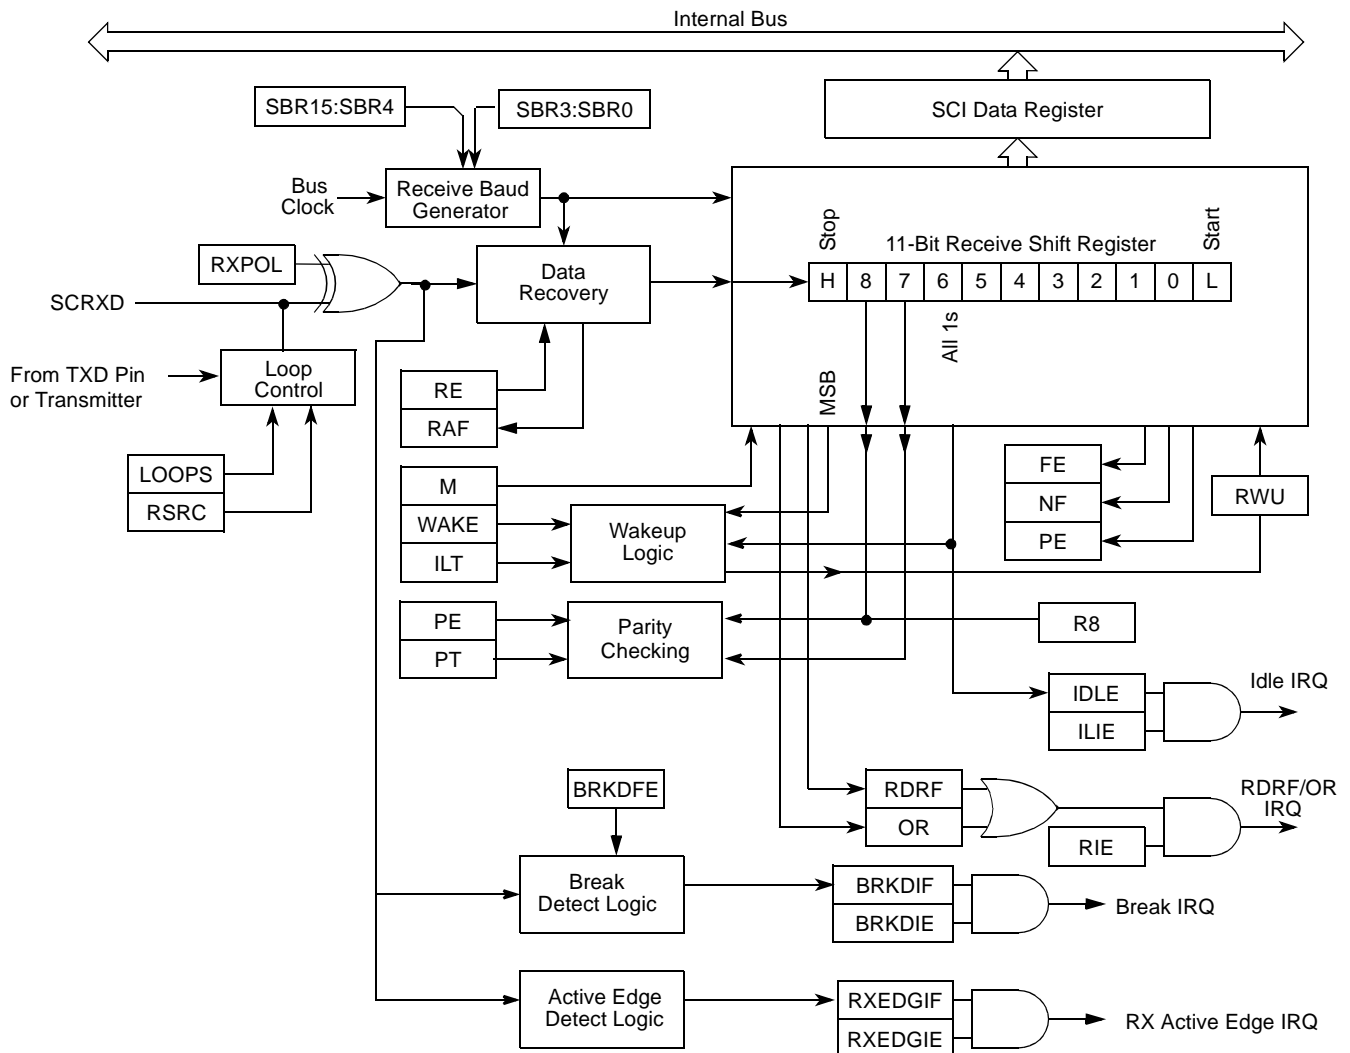 Internal Bus
SBR15:SBR4
SBR3:SBR0
SCI Data Register
Bus
Clock
Receive Baud
Generator
RXPOL
SCRXD
Data
Recovery
Stop
11-Bit Receive Shift Register
Start
H 8 7 6 5 4 3 2 1 0 L
All 1s
MSB
From TXD Pin
or Transmitter
Loop
Control
RE
RAF
LOOPS
RSRC
M
WAKE
ILT
Wakeup
Logic
FE
NF
PE
RWU
PE
PT
Parity
Checking
R8
IDLE
ILIE
Idle IRQ
BRKDFE
RDRF
OR
RIE
RDRF/OR
IRQ
Break
Detect Logic
BRKDIF
BRKDIE
Break IRQ
Active Edge
Detect Logic
RXEDGIF
RXEDGIE
RX Active Edge IRQ